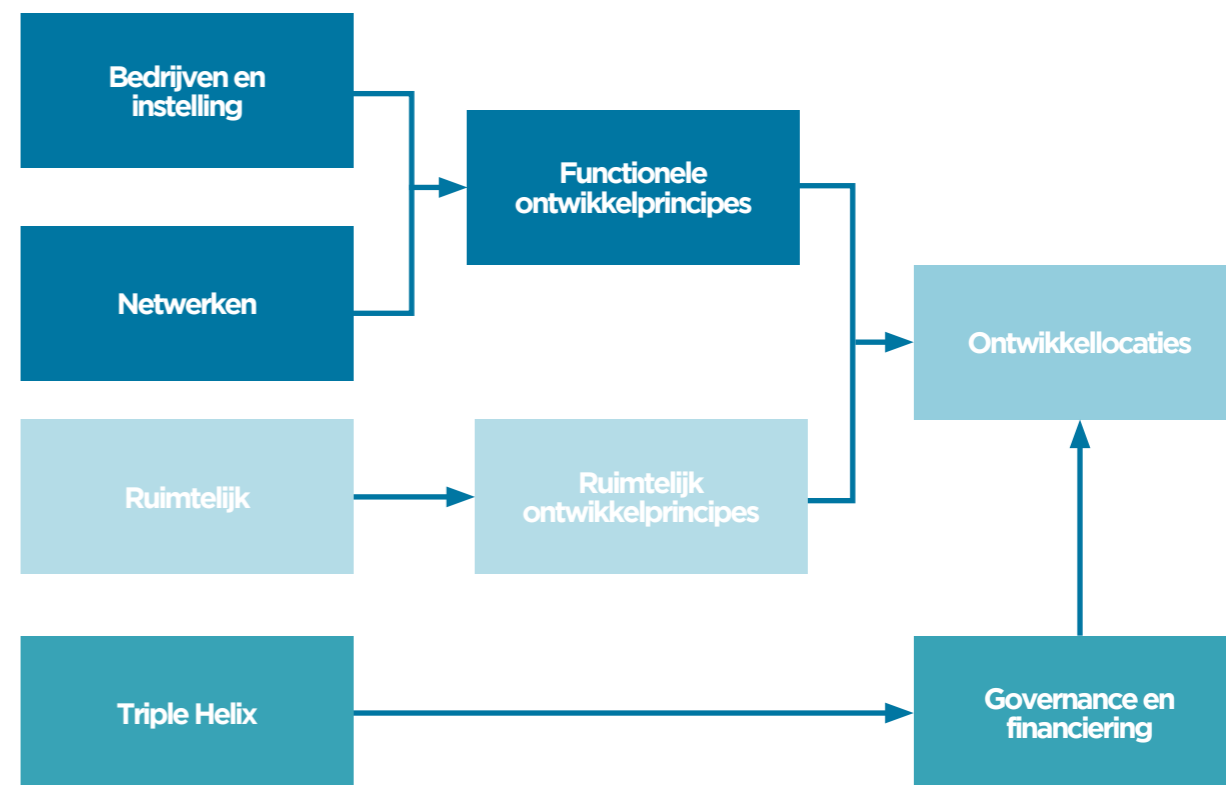 Bedrijven en
instelling
Functionele
ontwikkelprincipes
Netwerken
Ontwikkellocaties
Ruimtelijk
Ruimtelijk
ontwikkelprincipes
Triple Helix
Governance en
financiering